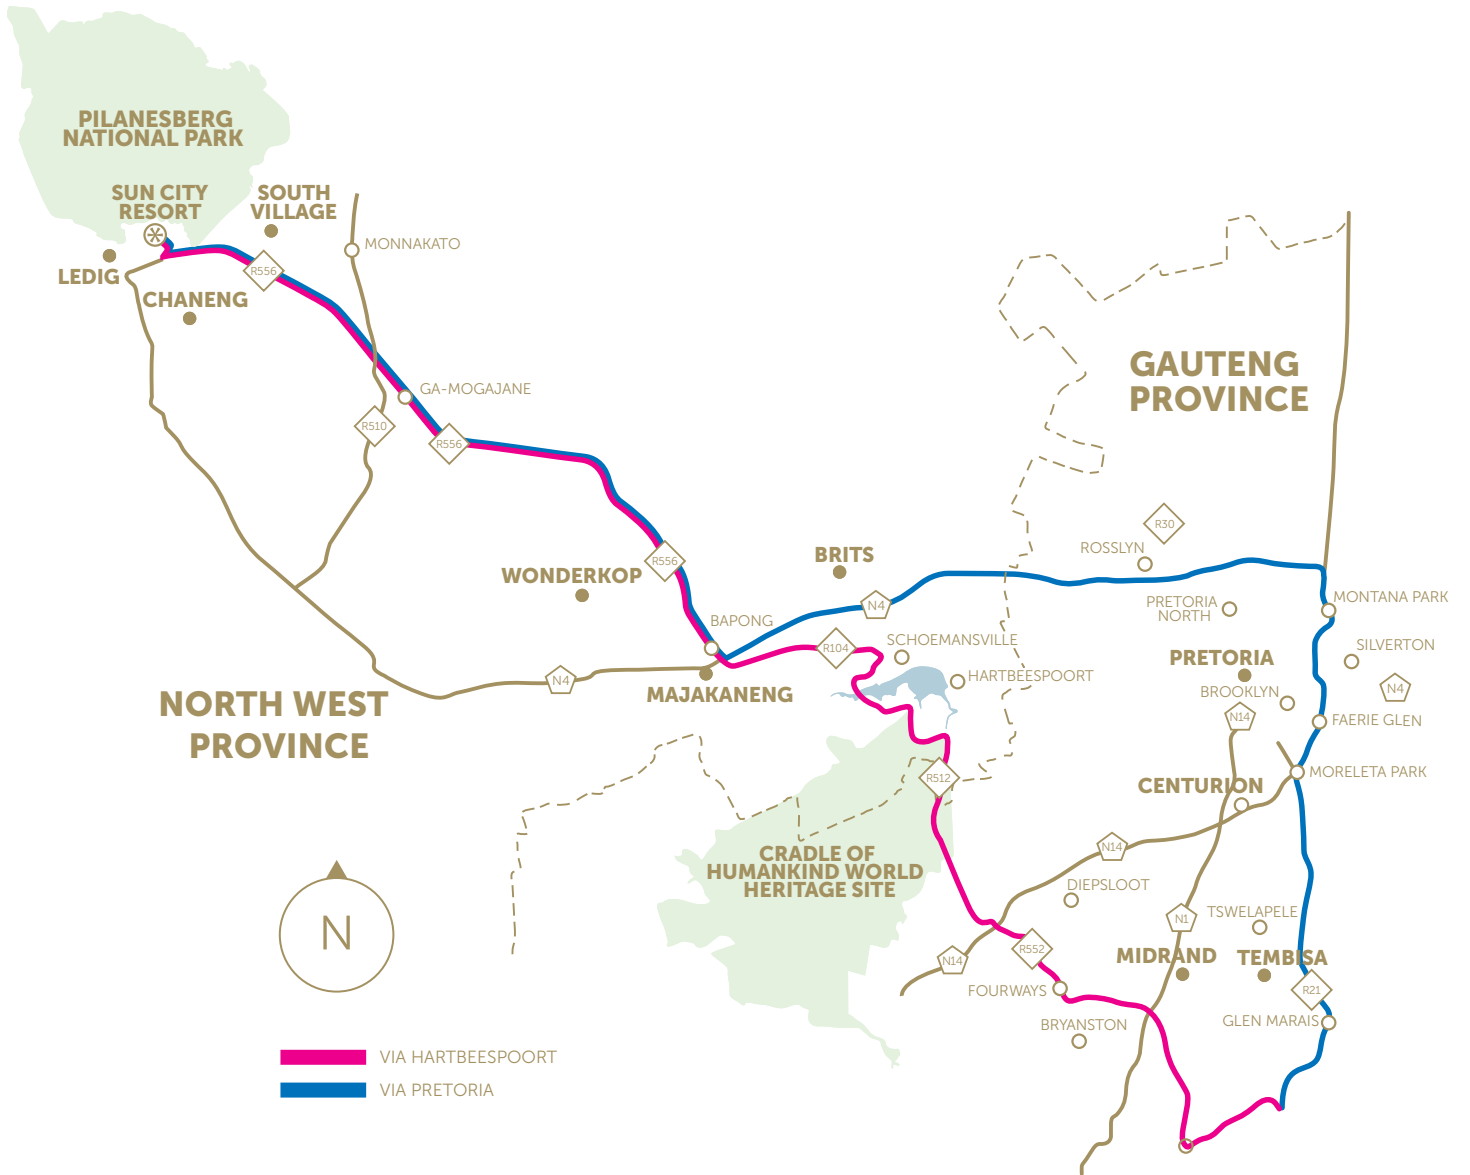 PILANESBERG
NATIONAL PARK
SUN CITY
RESORT
SOUTH
VILLAGE
MONNAKATO
LEDIG
R556
CHANENG
GAUTENG
PROVINCE
GA-MOGAJANE
R510
R556
R30
ROSSLYN
BRITS
R556
WONDERKOP
MONTANA PARK
N4
PRETORIA
NORTH
BAPONG
SCHOEMANSVILLE
R104
SILVERTON
PRETORIA
HARTBEESPOORT
N4
MAJAKANENG
BROOKLYN
N4
NORTH WEST
PROVINCE
N14
FAERIE GLEN
R512
MORELETA PARK
CENTURION
N14
CRADLE OF
HUMANKIND WORLD
HERITAGE SITE
DIEPSLOOT
N1
TSWELAPELE
N
R552
MIDRAND
TEMBISA
N14
FOURWAYS
R21
BRYANSTON
GLEN MARAIS
VIA HARTBEESPOORT
VIA PRETORIA